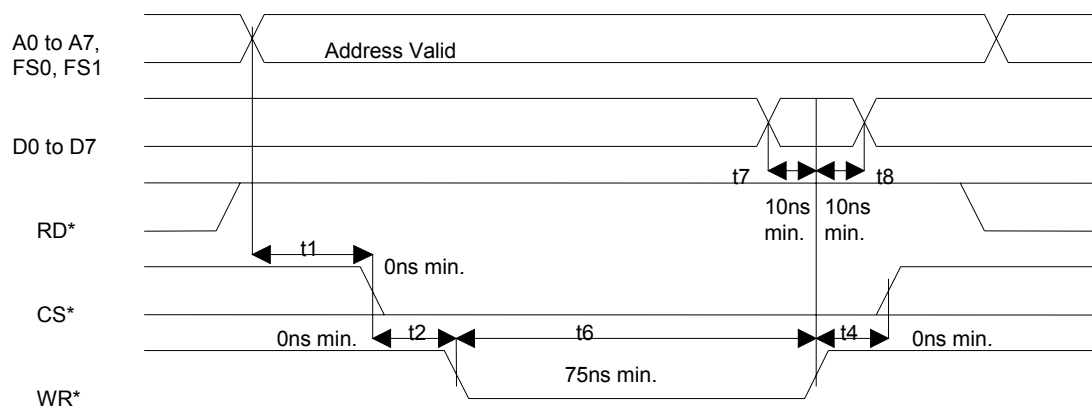 A0 to A7,
FS0, FS1
Address Valid
D0 to D7
t7
t8
10ns
min.
10ns
min.
RD*
t1
0ns min.
CS*
0ns min.
t2
t6
t4
0ns min.
75ns min.
WR*